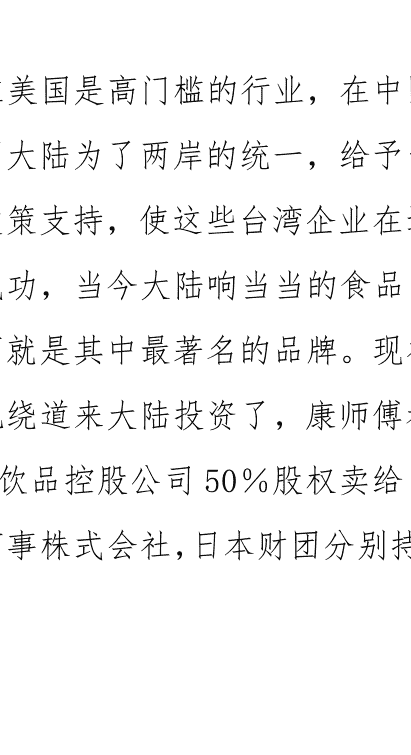 美国是高门槛的行业，在中
大陆为了两岸的统一，给予
策支持，使这些台湾企业在
功，当今大陆响当当的食品
就是其中最著名的品牌。现
绕道来大陆投资了，康师傅
饮品控股公司50%股权卖给
事株式会社,日本财团分别持